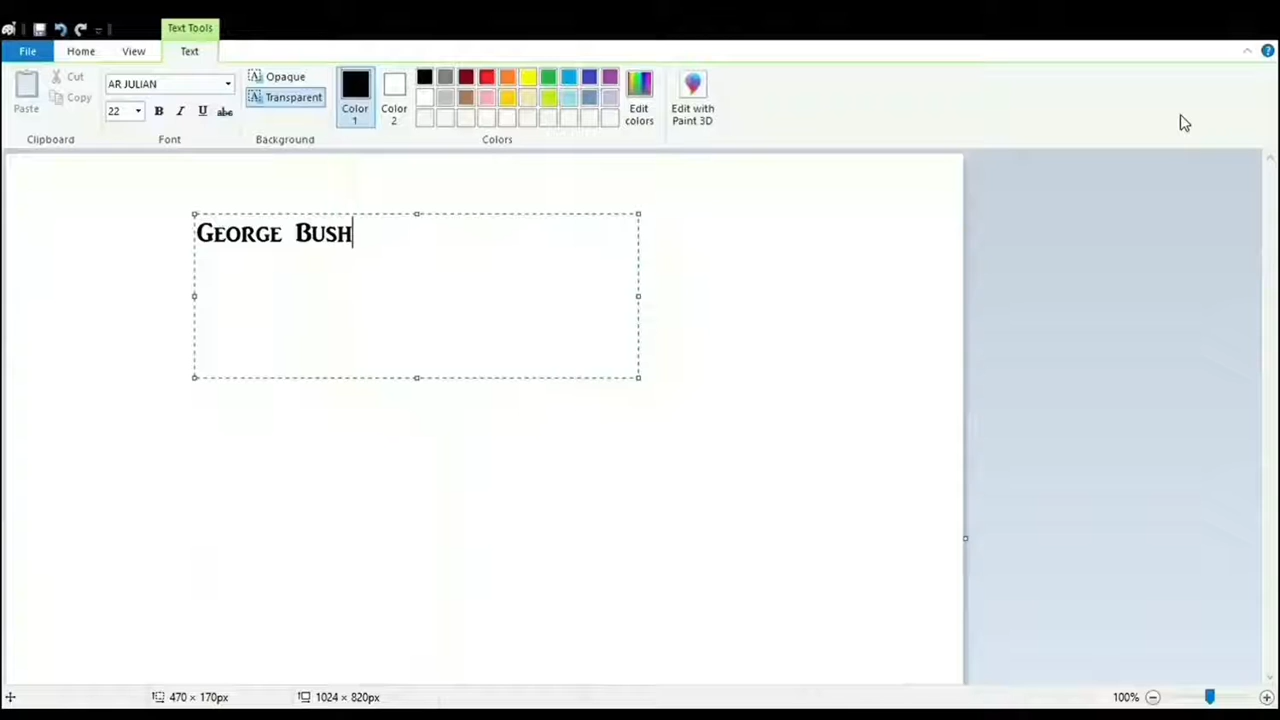 Text Tools
File Home View Text
Paste
Cut
Copy
Clipboard
AR JULIAN
22 B I U abc
Font
Opaque
Transparent
Background
Color 1
Color 2
Edit colors
Colors
Edit with Paint 3D
George Bush
470 × 170px
1024 × 820px
100%